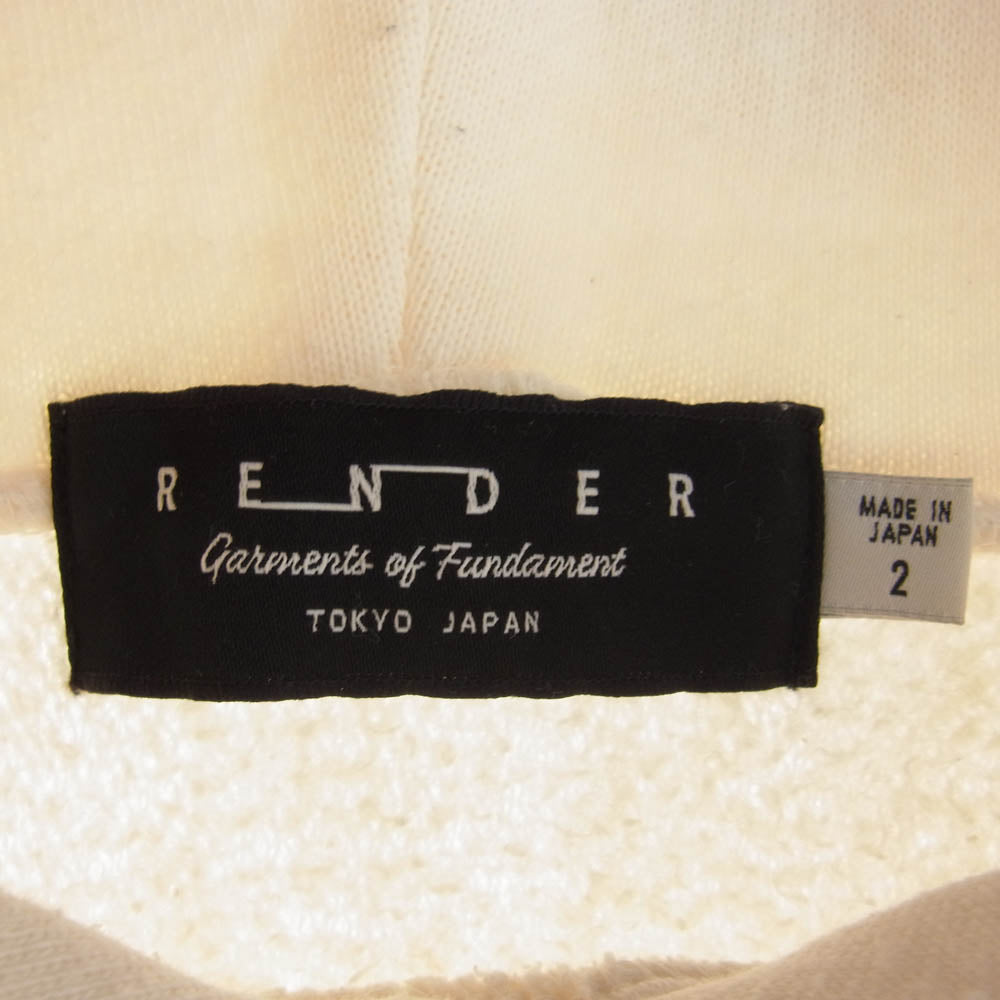 RENDER
Garments of Fundament
TOKYO JAPAN
MADE IN
JAPAN
2